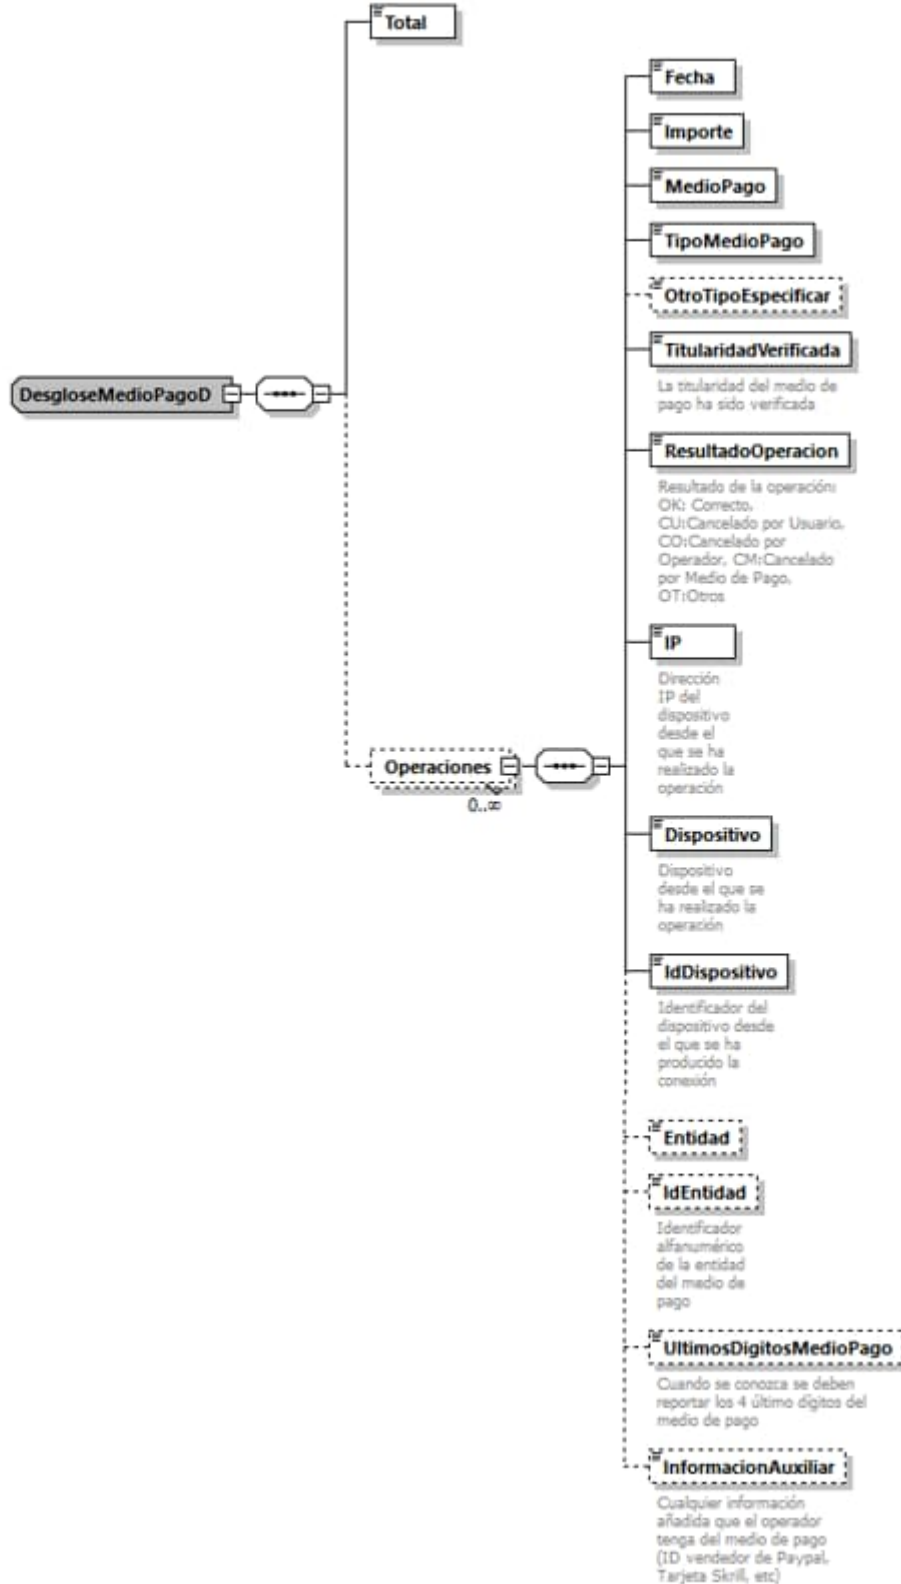 Total
Fecha
Importe
MedioPago
TipoMedioPago
OtroTipoEspecificar
TitularidadVerificada
La titularidad del medio de
pago ha sido verificada
DesgloseMedioPagoD
ResultadoOperacion
Resultado de la operación:
OK: Correcto,
CU:Cancelado por Usuario,
CO:Cancelado por
Operador, CM:Cancelado
por Medio de Pago,
OT:Otros
IP
Dirección
IP del
dispositivo
desde el
que se ha
realizado la
operación
Operaciones
0..∞
Dispositivo
Dispositivo
desde el que se
ha realizado la
operación
IdDispositivo
Identificador del
dispositivo desde
el que se ha
producido la
conexión
Entidad
IdEntidad
Identificador
alfanumérico
de la entidad
del medio de
pago
UltimosDigitosMedioPago
Cuando se conozca se deben
reportar los 4 último dígitos del
medio de pago
InformacionAuxiliar
Cualquier información
añadida que el operador
tenga del medio de pago
(ID vendedor de Paypal,
Tarjeta Skrill, etc)